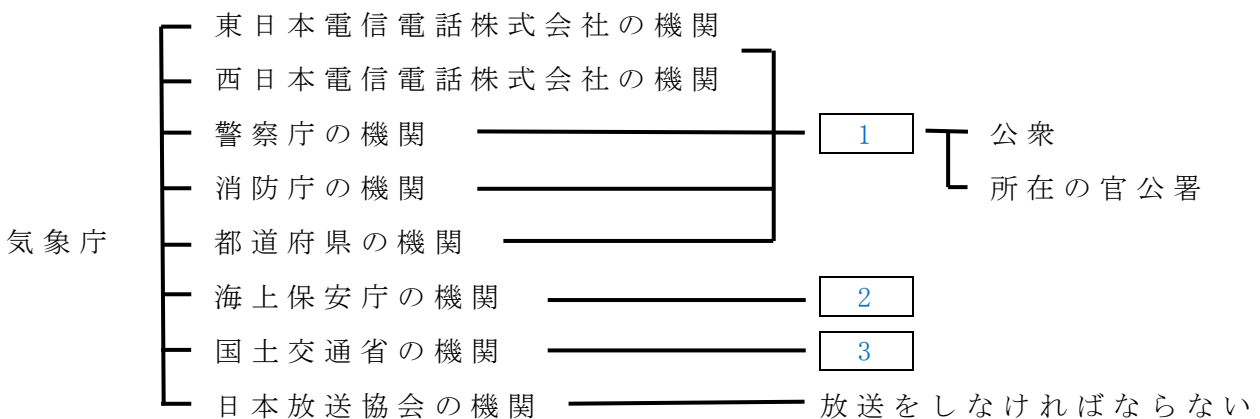 東日本電信電話株式会社の機関
西日本電信電話株式会社の機関
警察庁の機関 1 公衆
消防庁の機関 所在の官公署
気象庁 都道府県の機関
海上保安庁の機関 2
国土交通省の機関 3
日本放送協会の機関 放送をしなければならない